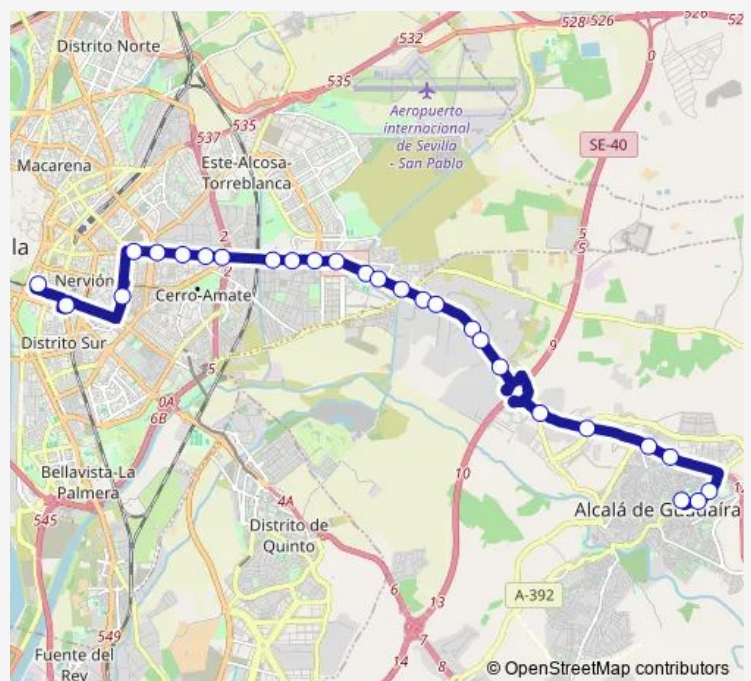 Distrito Norte
532
528
526
526
52
535
0
Aeropuerto
internacional
de Sevilla
- San Pablo
537
535
SE-40
Macarena
Este-Alcosa-
Torreblanca
5
5
2
la
Nervión
2
Cerro-Amate
Distrito Sur
9
5
0A
6B
10
Bellavista-La
Palmera
4A
Alcalá de Guadaíra
545
Distrito de
Quinto
6
13
A-392
549
7
14
8
Fuente del
Rey
© OpenStreetMap contributors